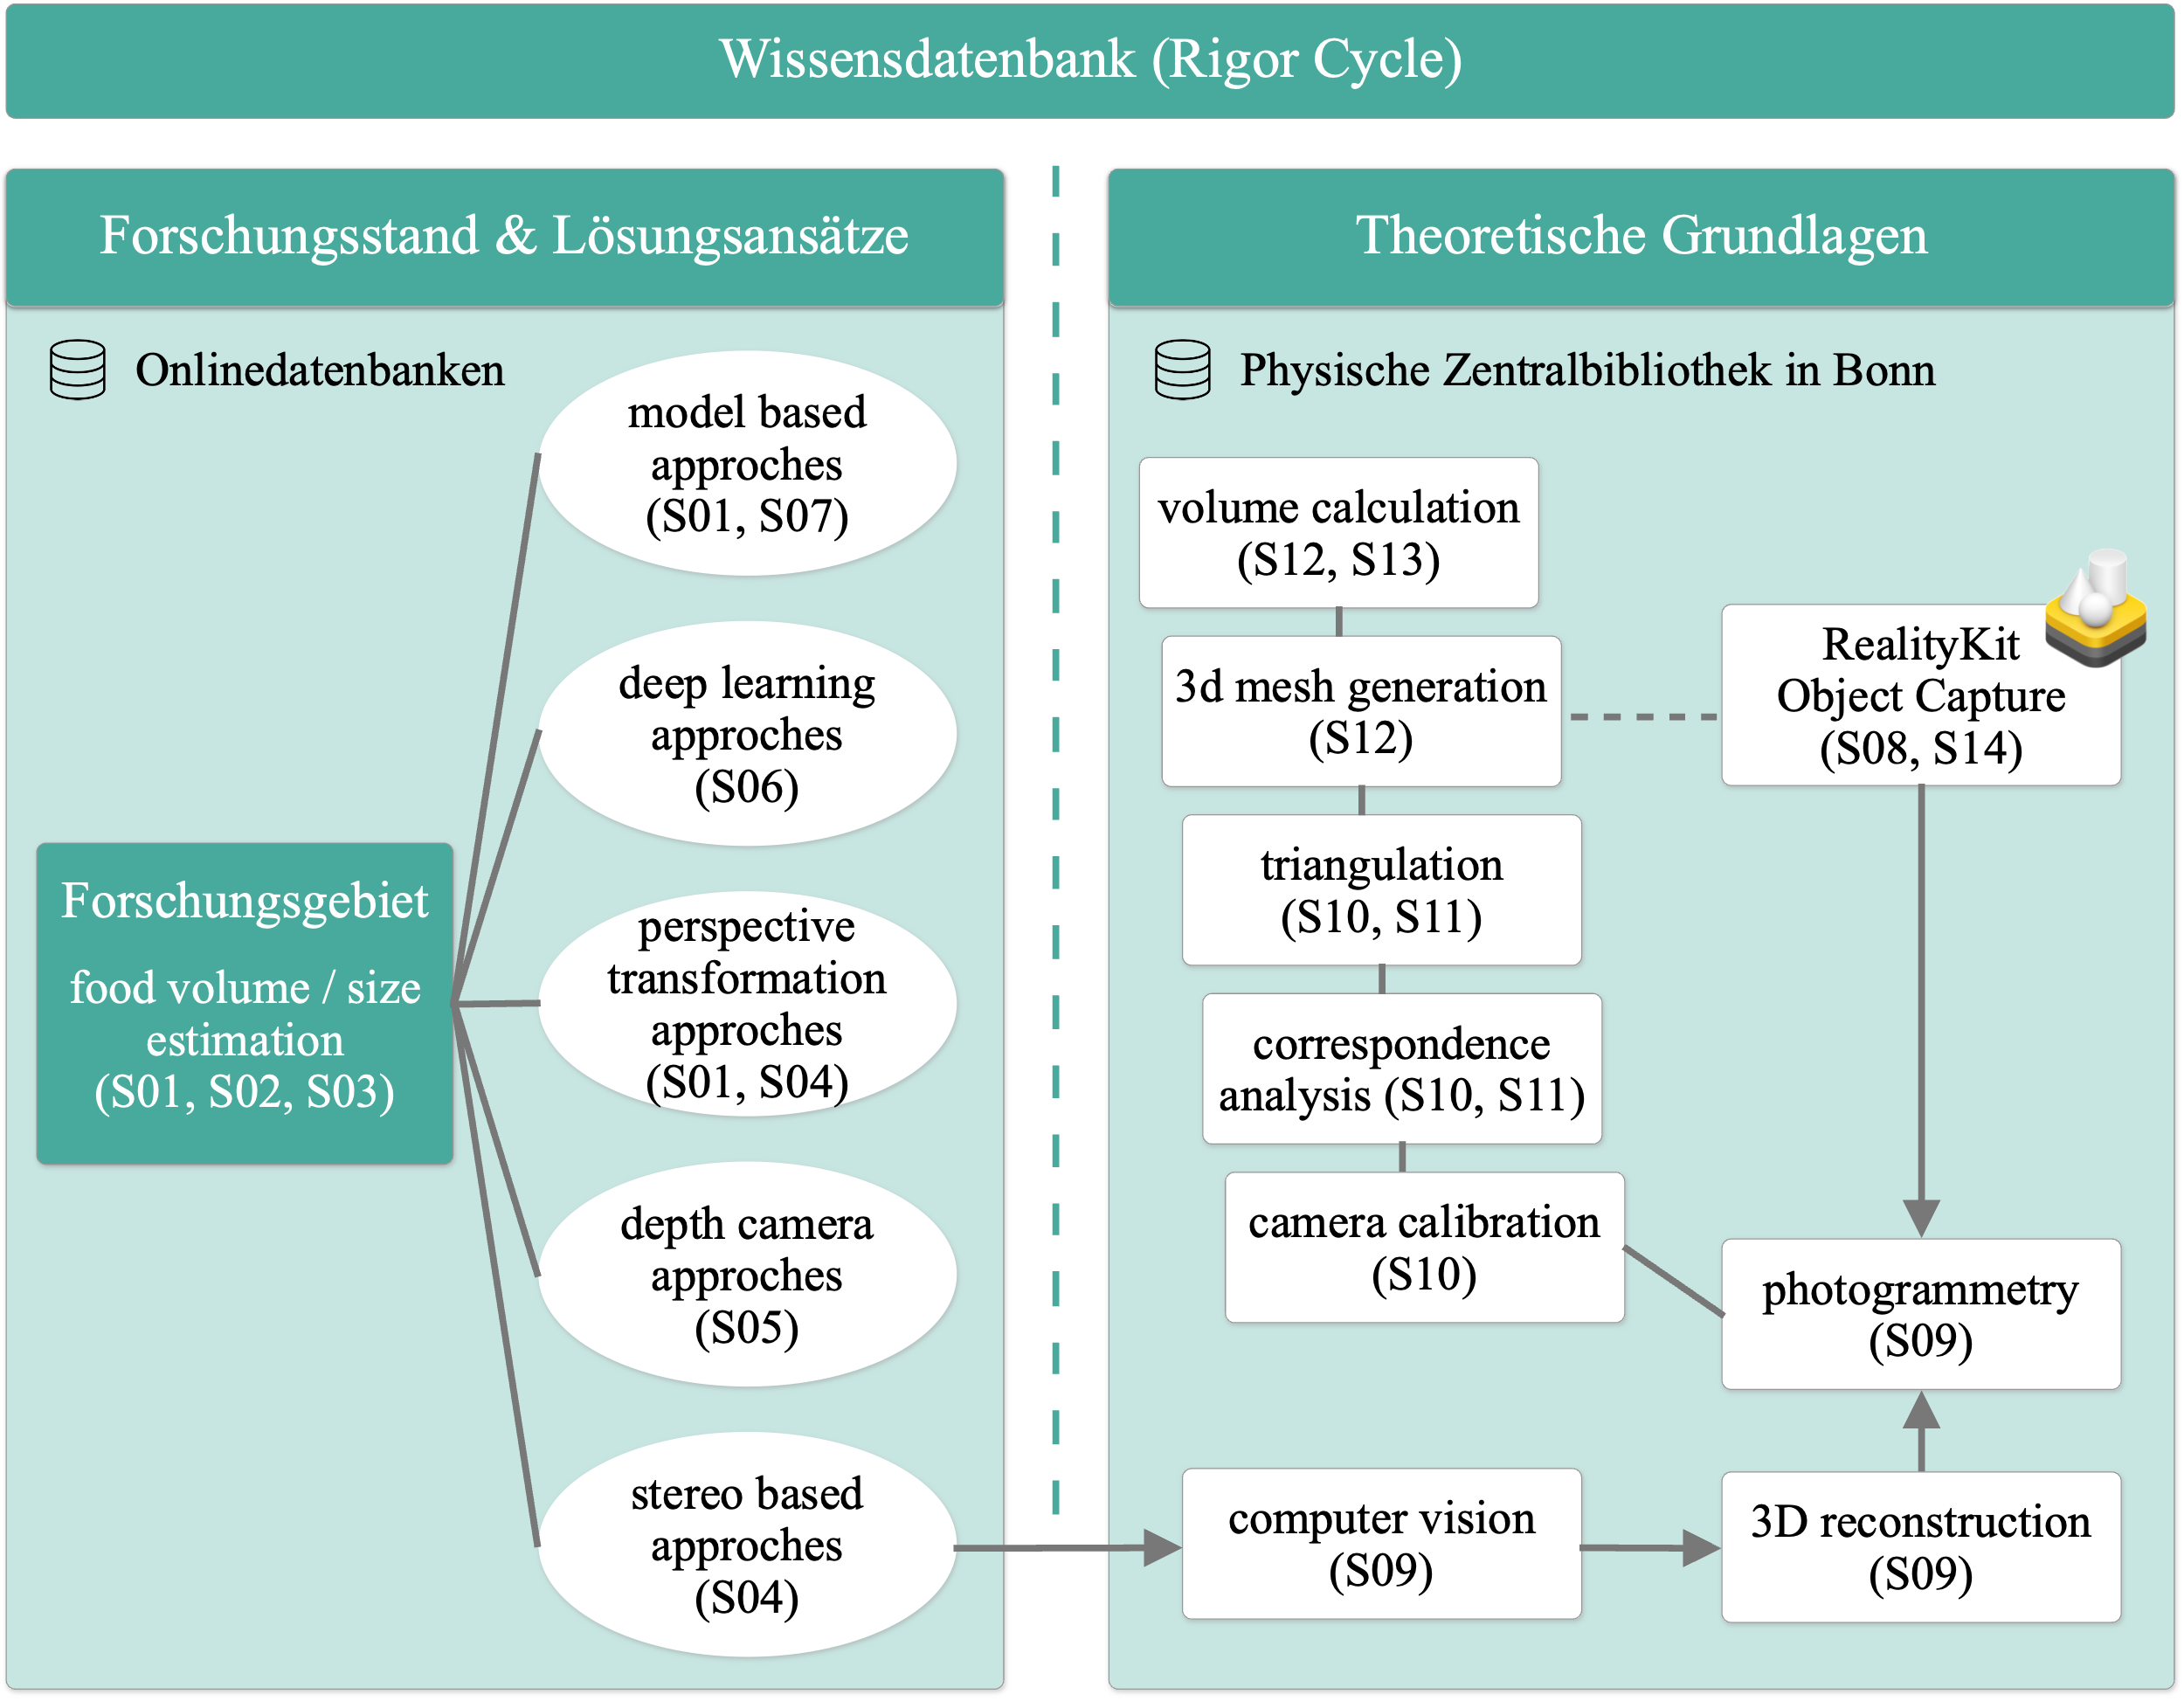 Wissensdatenbank (Rigor Cycle)
Forschungsstand & Lösungsansätze
Onlinedatenbanken
model based
approches
(S01, S07)
deep learning
approches
(S06)
Forschungsgebiet
food volume / size
estimation
(S01, S02, S03)
perspective
transformation
approches
(S01, S04)
depth camera
approches
(S05)
stereo based
approches
(S04)
Theoretische Grundlagen
Physische Zentralbibliothek in Bonn
volume calculation
(S12, S13)
3d mesh generation
(S12)
RealityKit
Object Capture
(S08, S14)
triangulation
(S10, S11)
correspondence
analysis (S10, S11)
camera calibration
(S10)
photogrammetry
(S09)
computer vision
(S09)
3D reconstruction
(S09)